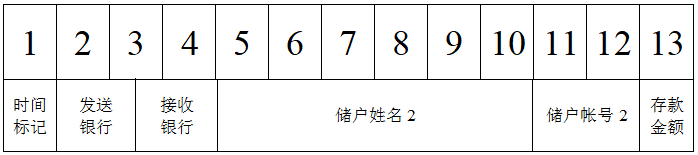 1 2 3 4 5 6 7 8 9 10 11 12 13
时间标记 发送银行 接收银行 储户姓名2 储户帐号2 存款金额